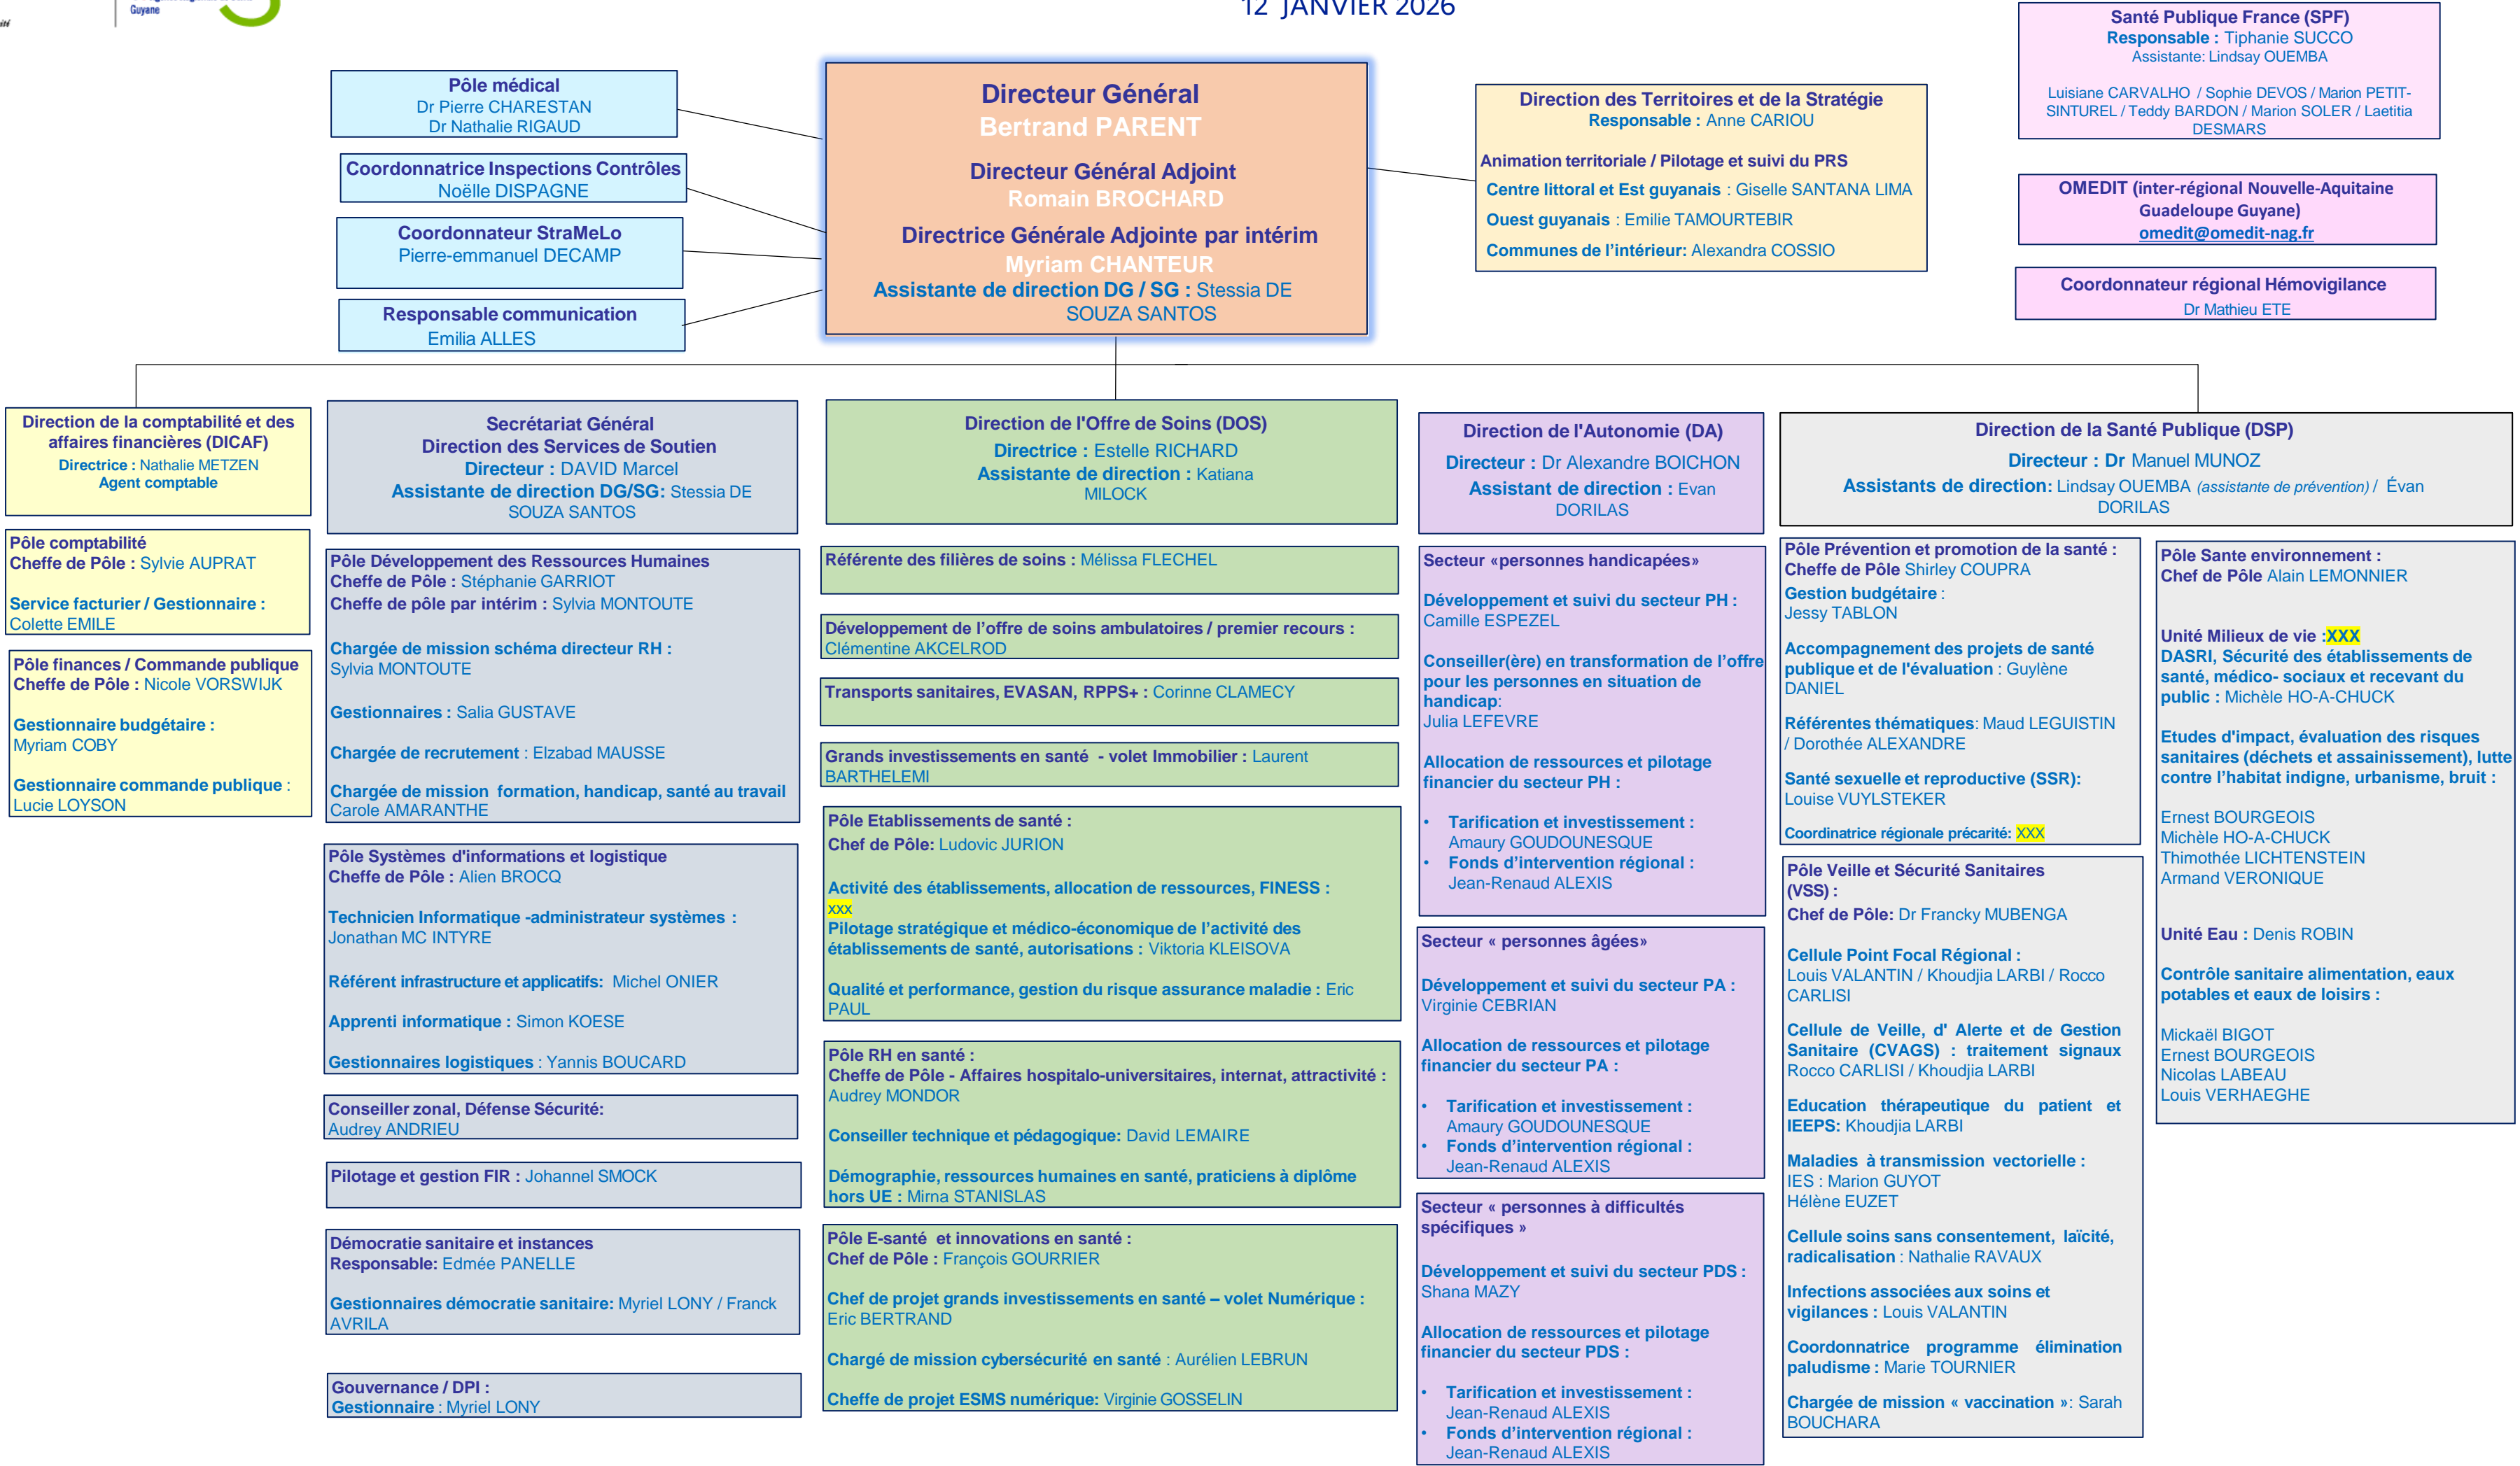 Guyane
12 JANVIER 2026
Pôle médical
Dr Pierre CHARESTAN
Dr Nathalie RIGAUD
Coordonnatrice Inspections Contrôles
Noëlle DISPAGNE
Coordonnateur StraMeLo
Pierre-emmanuel DECAMP
Responsable communication
Emilia ALLES
Directeur Général
Bertrand PARENT
Directeur Général Adjoint
Romain BROCHARD
Directrice Générale Adjointe par intérim
Myriam CHANTEUR
Assistante de direction DG / SG : Stessia DE
SOUZA SANTOS
Direction des Territoires et de la Stratégie
Responsable : Anne CARIOU
Animation territoriale / Pilotage et suivi du PRS
Centre littoral et Est guyanais : Giselle SANTANA LIMA
Ouest guyanais : Emilie TAMOURTEBIR
Communes de l’intérieur: Alexandra COSSIO
Santé Publique France (SPF)
Responsable : Tiphanie SUCCO
Assistante: Lindsay OUEMBA
Luisiane CARVALHO / Sophie DEVOS / Marion PETIT-
SINTUREL / Teddy BARDON / Marion SOLER / Laetitia
DESMARS
OMEDIT (inter-régional Nouvelle-Aquitaine
Guadeloupe Guyane)
omedit@omedit-nag.fr
Coordonnateur régional Hémovigilance
Dr Mathieu ETE
Direction de la comptabilité et des
affaires financières (DICAF)
Directrice : Nathalie METZEN
Agent comptable
Pôle comptabilité
Cheffe de Pôle : Sylvie AUPRAT
Service facturier / Gestionnaire :
Colette EMILE
Pôle finances / Commande publique
Cheffe de Pôle : Nicole VORSWIJK
Gestionnaire budgétaire :
Myriam COBY
Gestionnaire commande publique :
Lucie LOYSON
Secrétariat Général
Direction des Services de Soutien
Directeur : DAVID Marcel
Assistante de direction DG/SG: Stessia DE
SOUZA SANTOS
Pôle Développement des Ressources Humaines
Cheffe de Pôle : Stéphanie GARRIOT
Cheffe de pôle par intérim : Sylvia MONTOUTE
Chargée de mission schéma directeur RH :
Sylvia MONTOUTE
Gestionnaires : Salia GUSTAVE
Chargée de recrutement : Elzabad MAUSSE
Chargée de mission formation, handicap, santé au travail
Carole AMARANTHE
Pôle Systèmes d'informations et logistique
Cheffe de Pôle : Alien BROCQ
Technicien Informatique -administrateur systèmes :
Jonathan MC INTYRE
Référent infrastructure et applicatifs: Michel ONIER
Apprenti informatique : Simon KOESE
Gestionnaires logistiques : Yannis BOUCARD
Conseiller zonal, Défense Sécurité:
Audrey ANDRIEU
Pilotage et gestion FIR : Johannel SMOCK
Démocratie sanitaire et instances
Responsable: Edmée PANELLE
Gestionnaires démocratie sanitaire: Myriel LONY / Franck
AVRILA
Gouvernance / DPI :
Gestionnaire : Myriel LONY
Direction de l'Offre de Soins (DOS)
Directrice : Estelle RICHARD
Assistante de direction : Katiana
MILOCK
Référente des filières de soins : Mélissa FLECHEL
Développement de l’offre de soins ambulatoires / premier recours :
Clémentine AKCELROD
Transports sanitaires, EVASAN, RPPS+ : Corinne CLAMECY
Grands investissements en santé - volet Immobilier : Laurent
BARTHELEMI
Pôle Etablissements de santé :
Chef de Pôle: Ludovic JURION
Activité des établissements, allocation de ressources, FINESS :
xxx
Pilotage stratégique et médico-économique de l’activité des
établissements de santé, autorisations : Viktoria KLEISOVA
Qualité et performance, gestion du risque assurance maladie : Eric
PAUL
Pôle RH en santé :
Cheffe de Pôle - Affaires hospitalo-universitaires, internat, attractivité :
Audrey MONDOR
Conseiller technique et pédagogique: David LEMAIRE
Démographie, ressources humaines en santé, praticiens à diplôme
hors UE : Mirna STANISLAS
Pôle E-santé et innovations en santé :
Chef de Pôle : François GOURRIER
Chef de projet grands investissements en santé – volet Numérique :
Eric BERTRAND
Chargé de mission cybersécurité en santé : Aurélien LEBRUN
Cheffe de projet ESMS numérique: Virginie GOSSELIN
Direction de l'Autonomie (DA)
Directeur : Dr Alexandre BOICHON
Assistant de direction : Evan
DORILAS
Secteur «personnes handicapées»
Développement et suivi du secteur PH :
Camille ESPEZEL
Conseiller(ère) en transformation de l’offre
pour les personnes en situation de
handicap:
Julia LEFEVRE
Allocation de ressources et pilotage
financier du secteur PH :
• Tarification et investissement :
Amaury GOUDOUNESQUE
• Fonds d’intervention régional :
Jean-Renaud ALEXIS
Secteur « personnes âgées»
Développement et suivi du secteur PA :
Virginie CEBRIAN
Allocation de ressources et pilotage
financier du secteur PA :
• Tarification et investissement :
Amaury GOUDOUNESQUE
• Fonds d’intervention régional :
Jean-Renaud ALEXIS
Secteur « personnes à difficultés
spécifiques »
Développement et suivi du secteur PDS :
Shana MAZY
Allocation de ressources et pilotage
financier du secteur PDS :
• Tarification et investissement :
Jean-Renaud ALEXIS
• Fonds d’intervention régional :
Jean-Renaud ALEXIS
Direction de la Santé Publique (DSP)
Directeur : Dr Manuel MUNOZ
Assistants de direction: Lindsay OUEMBA (assistante de prévention) / Évan
DORILAS
Pôle Prévention et promotion de la santé :
Cheffe de Pôle Shirley COUPRA
Gestion budgétaire :
Jessy TABLON
Accompagnement des projets de santé
publique et de l'évaluation : Guylène
DANIEL
Référentes thématiques: Maud LEGUISTIN
/ Dorothée ALEXANDRE
Santé sexuelle et reproductive (SSR):
Louise VUYLSTEKER
Coordinatrice régionale précarité: XXX
Pôle Veille et Sécurité Sanitaires
(VSS) :
Chef de Pôle: Dr Francky MUBENGA
Cellule Point Focal Régional :
Louis VALANTIN / Khoudjia LARBI / Rocco
CARLISI
Cellule de Veille, d' Alerte et de Gestion
Sanitaire (CVAGS) : traitement signaux
Rocco CARLISI / Khoudjia LARBI
Education thérapeutique du patient et
IEEPS: Khoudjia LARBI
Maladies à transmission vectorielle :
IES : Marion GUYOT
Hélène EUZET
Cellule soins sans consentement, laïcité,
radicalisation : Nathalie RAVAUX
Infections associées aux soins et
vigilances : Louis VALANTIN
Coordonnatrice programme élimination
paludisme : Marie TOURNIER
Chargée de mission « vaccination »: Sarah
BOUCHARA
Pôle Sante environnement :
Chef de Pôle Alain LEMONNIER
Unité Milieux de vie :XXX
DASRI, Sécurité des établissements de
santé, médico- sociaux et recevant du
public : Michèle HO-A-CHUCK
Etudes d'impact, évaluation des risques
sanitaires (déchets et assainissement), lutte
contre l’habitat indigne, urbanisme, bruit :
Ernest BOURGEOIS
Michèle HO-A-CHUCK
Thimothée LICHTENSTEIN
Armand VERONIQUE
Unité Eau : Denis ROBIN
Contrôle sanitaire alimentation, eaux
potables et eaux de loisirs :
Mickaël BIGOT
Ernest BOURGEOIS
Nicolas LABEAU
Louis VERHAEGHE